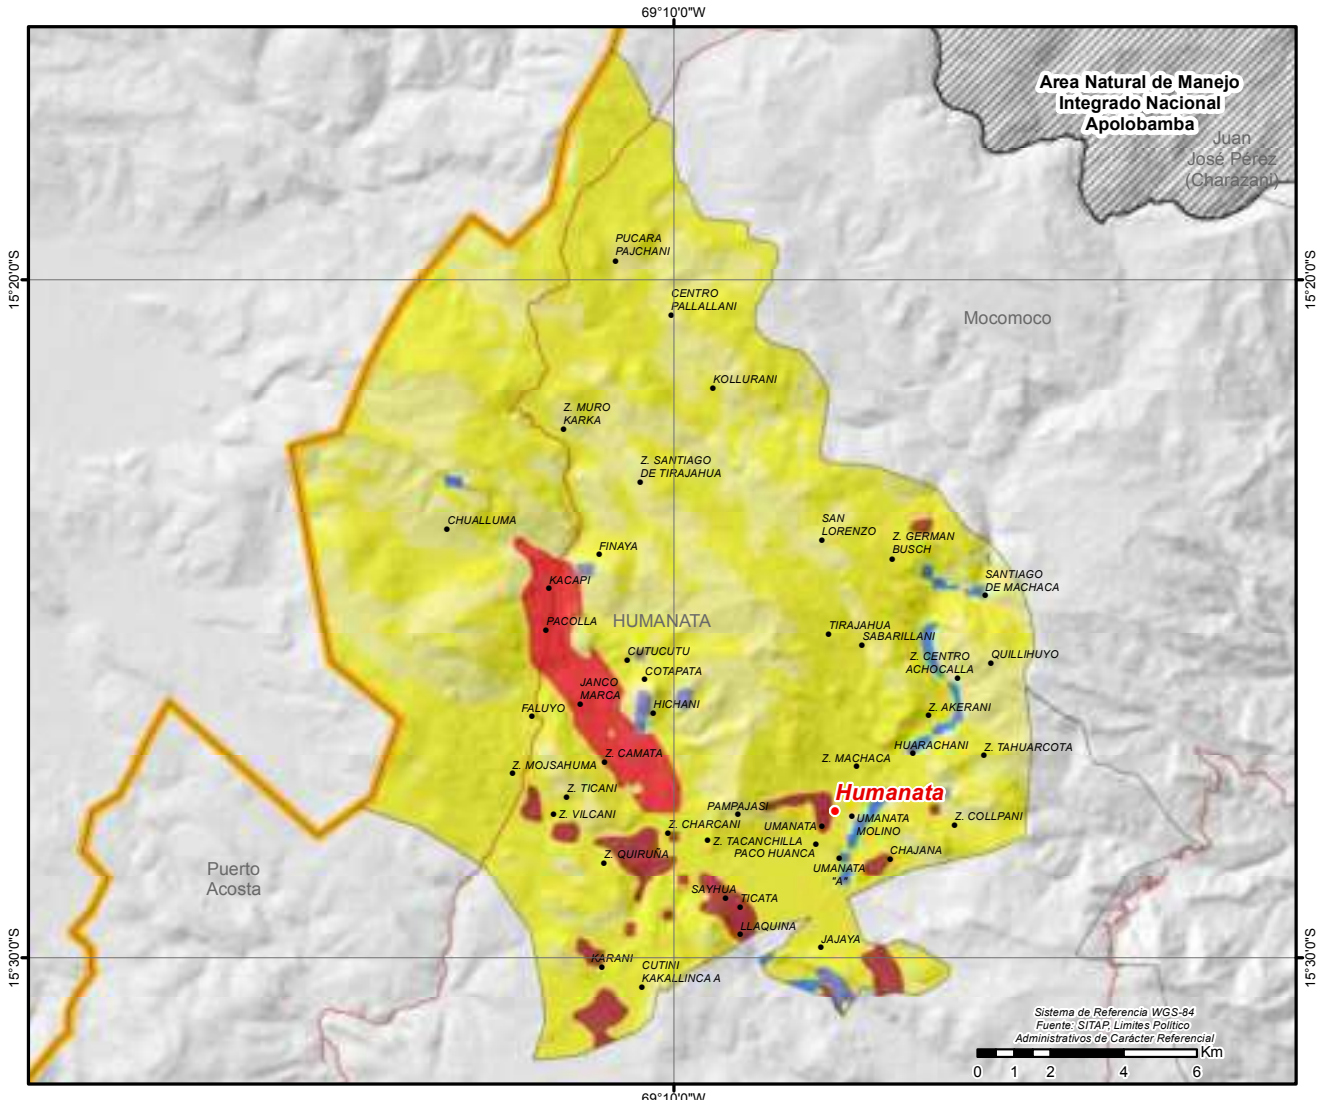 69°10'0"W
Area Natural de Manejo
Integrado Nacional
Apolobamba
Juan
José Pérez
(Charazani)
PUCARA
PAJCHANI
15°20'0"S
15°20'0"S
CENTRO
PALLALLANI
Mocomoco
KOLLURANI
Z. MURO
KARKA
Z. SANTIAGO
DE TIRAJAHUA
CHUALLUMA
SAN
LORENZO
Z. GERMAN
BUSCH
FINAYA
SANTIAGO
DE MACHACA
KACAPI
PACOLLA
HUMANATA
TIRAJAHUA
SABARILLANI
CUTUCUTU
Z. CENTRO
ACHOCALLA
QUILLIHUYO
COTAPATA
JANCO
MARCA
HICHANI
FALUYO
Z. AKERANI
HUARACHANI
Z. TAHUARCOTA
Z. CAMATA
Z. MACHACA
Z. MOJSAHUMA
Z. TICANI
Humanata
PAMPAJASI
Z. VILCANI
Z. CHARCANI
UMANATA
UMANATA
MOLINO
Z. COLLPANI
Z. TACANCHILLA
PACO HUANCA
Z. QUIRUÑA
CHAJANA
UMANATA
"A"
Puerto
Acosta
SAYHUA
TICATA
LLAQUINA
JAJAYA
15°30'0"S
15°30'0"S
KARANI
CUTINI
KAKALLINCA A
Sistema de Referencia WGS-84
Fuente: SITAP, Limites Político
Administrativos de Carácter Referencial
Km
0 1 2 4 6
69°10'0"W